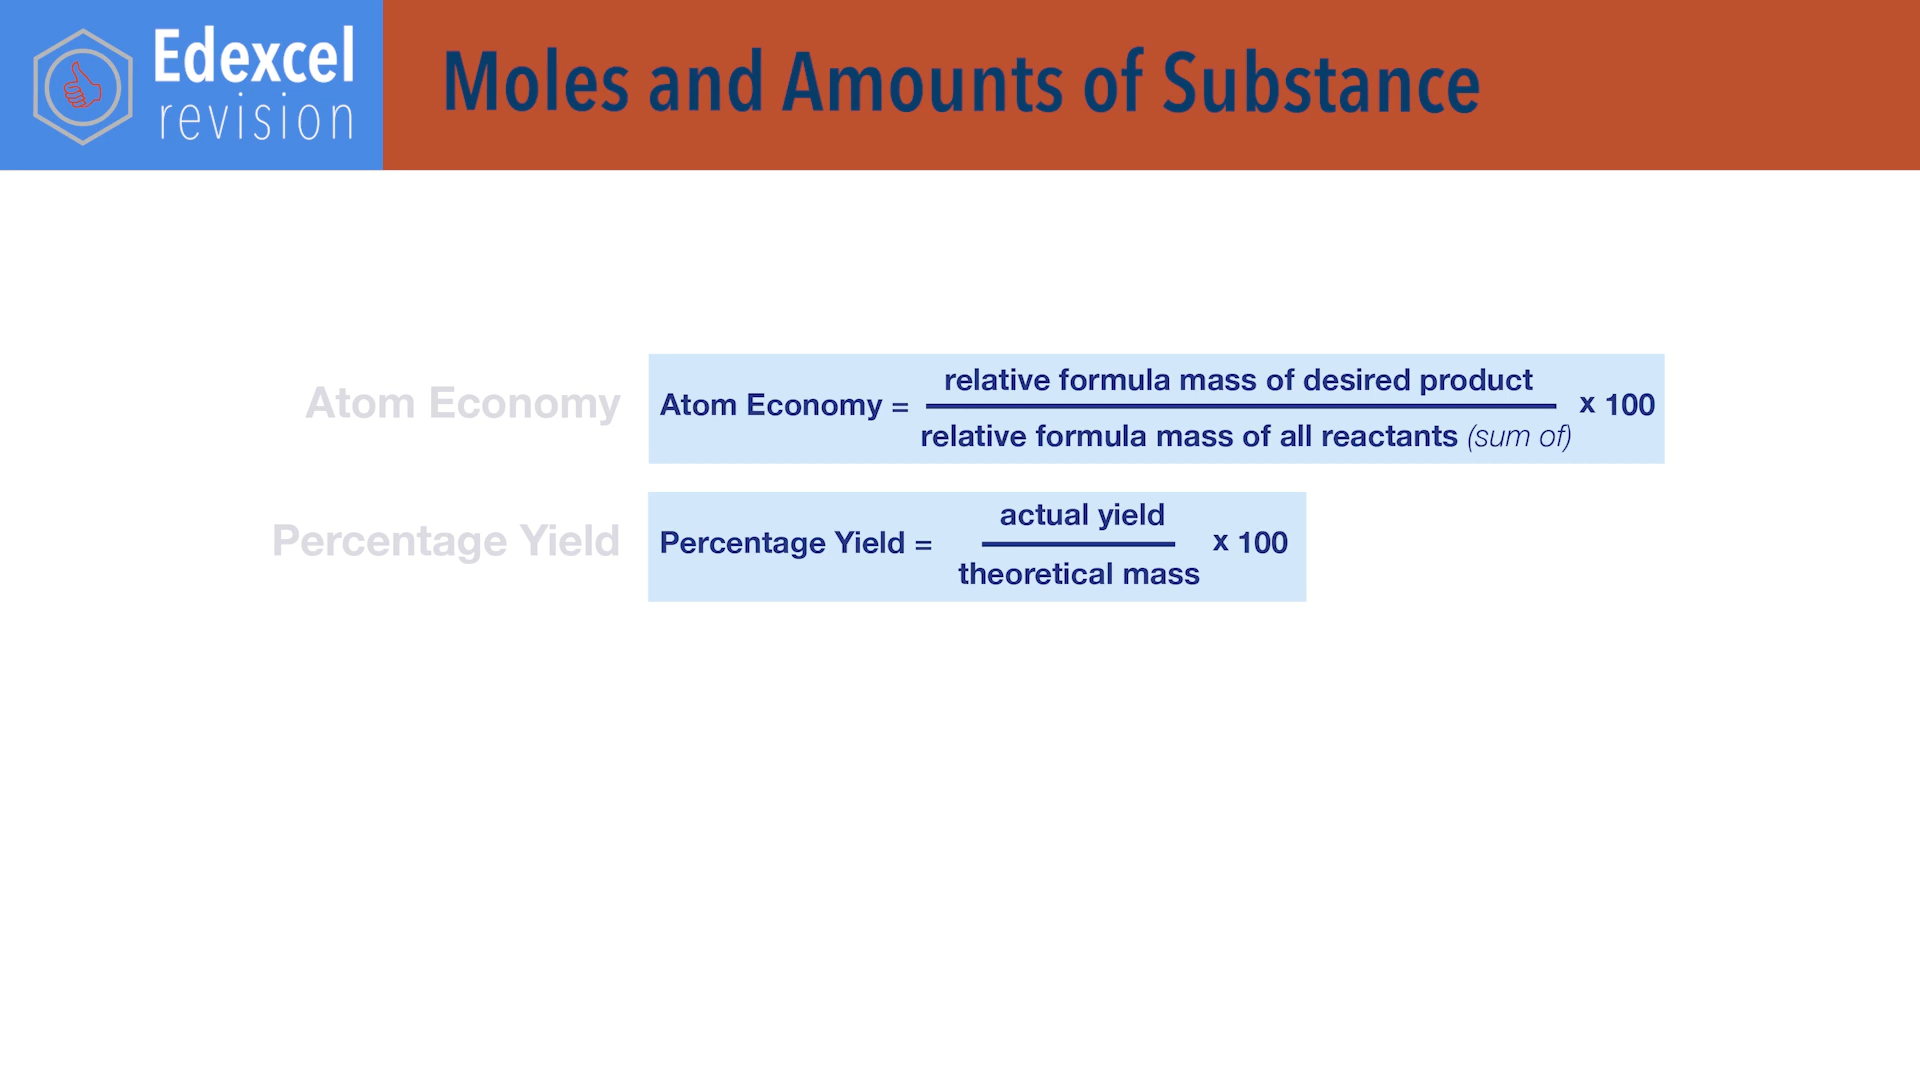 Edexcel
revision
Moles and Amounts of Substance
Atom Economy
Atom Economy = relative formula mass of desired product x 100
relative formula mass of all reactants (sum of)
Percentage Yield
Percentage Yield = actual yield x 100
theoretical mass